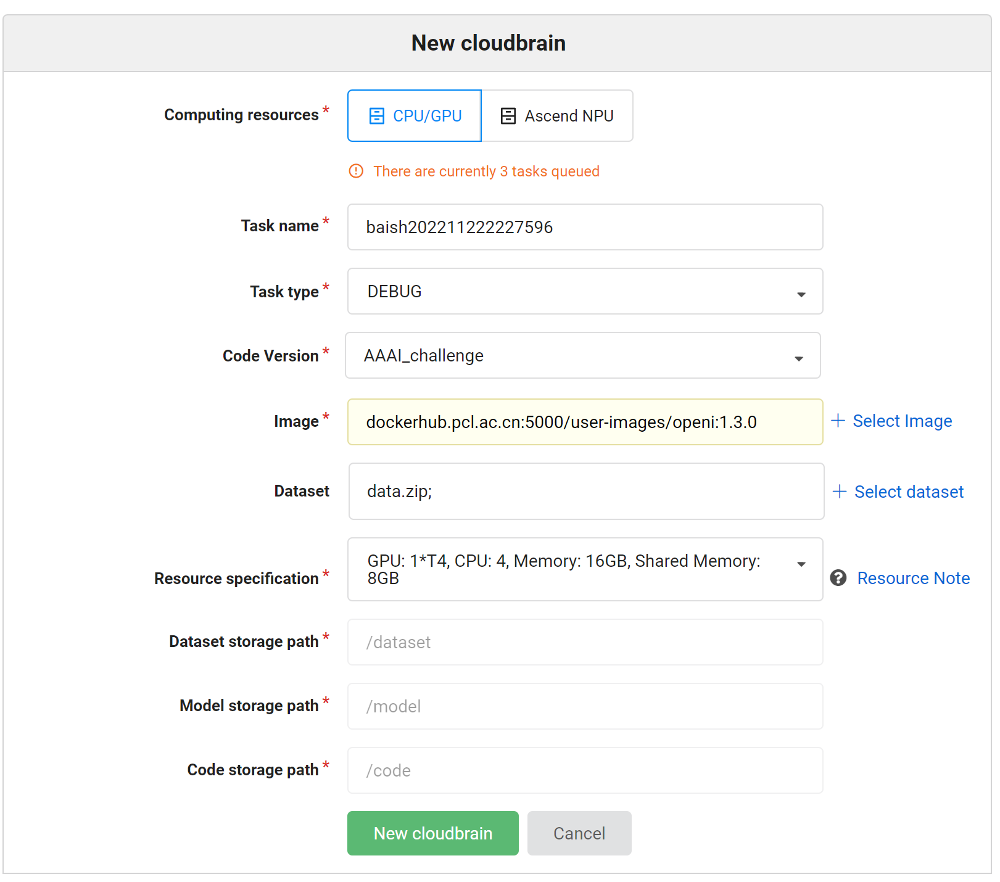 New cloudbrain
Computing resources *
CPU/GPU
Ascend NPU
There are currently 3 tasks queued
Task name *
baish202211222227596
Task type *
DEBUG
Code Version *
AAAI_challenge
Image *
dockerhub.pcl.ac.cn:5000/user-images/openi:1.3.0
+ Select Image
Dataset
data.zip;
+ Select dataset
Resource specification *
GPU: 1*T4, CPU: 4, Memory: 16GB, Shared Memory:
8GB
Resource Note
Dataset storage path *
/dataset
Model storage path *
/model
Code storage path *
/code
New cloudbrain
Cancel